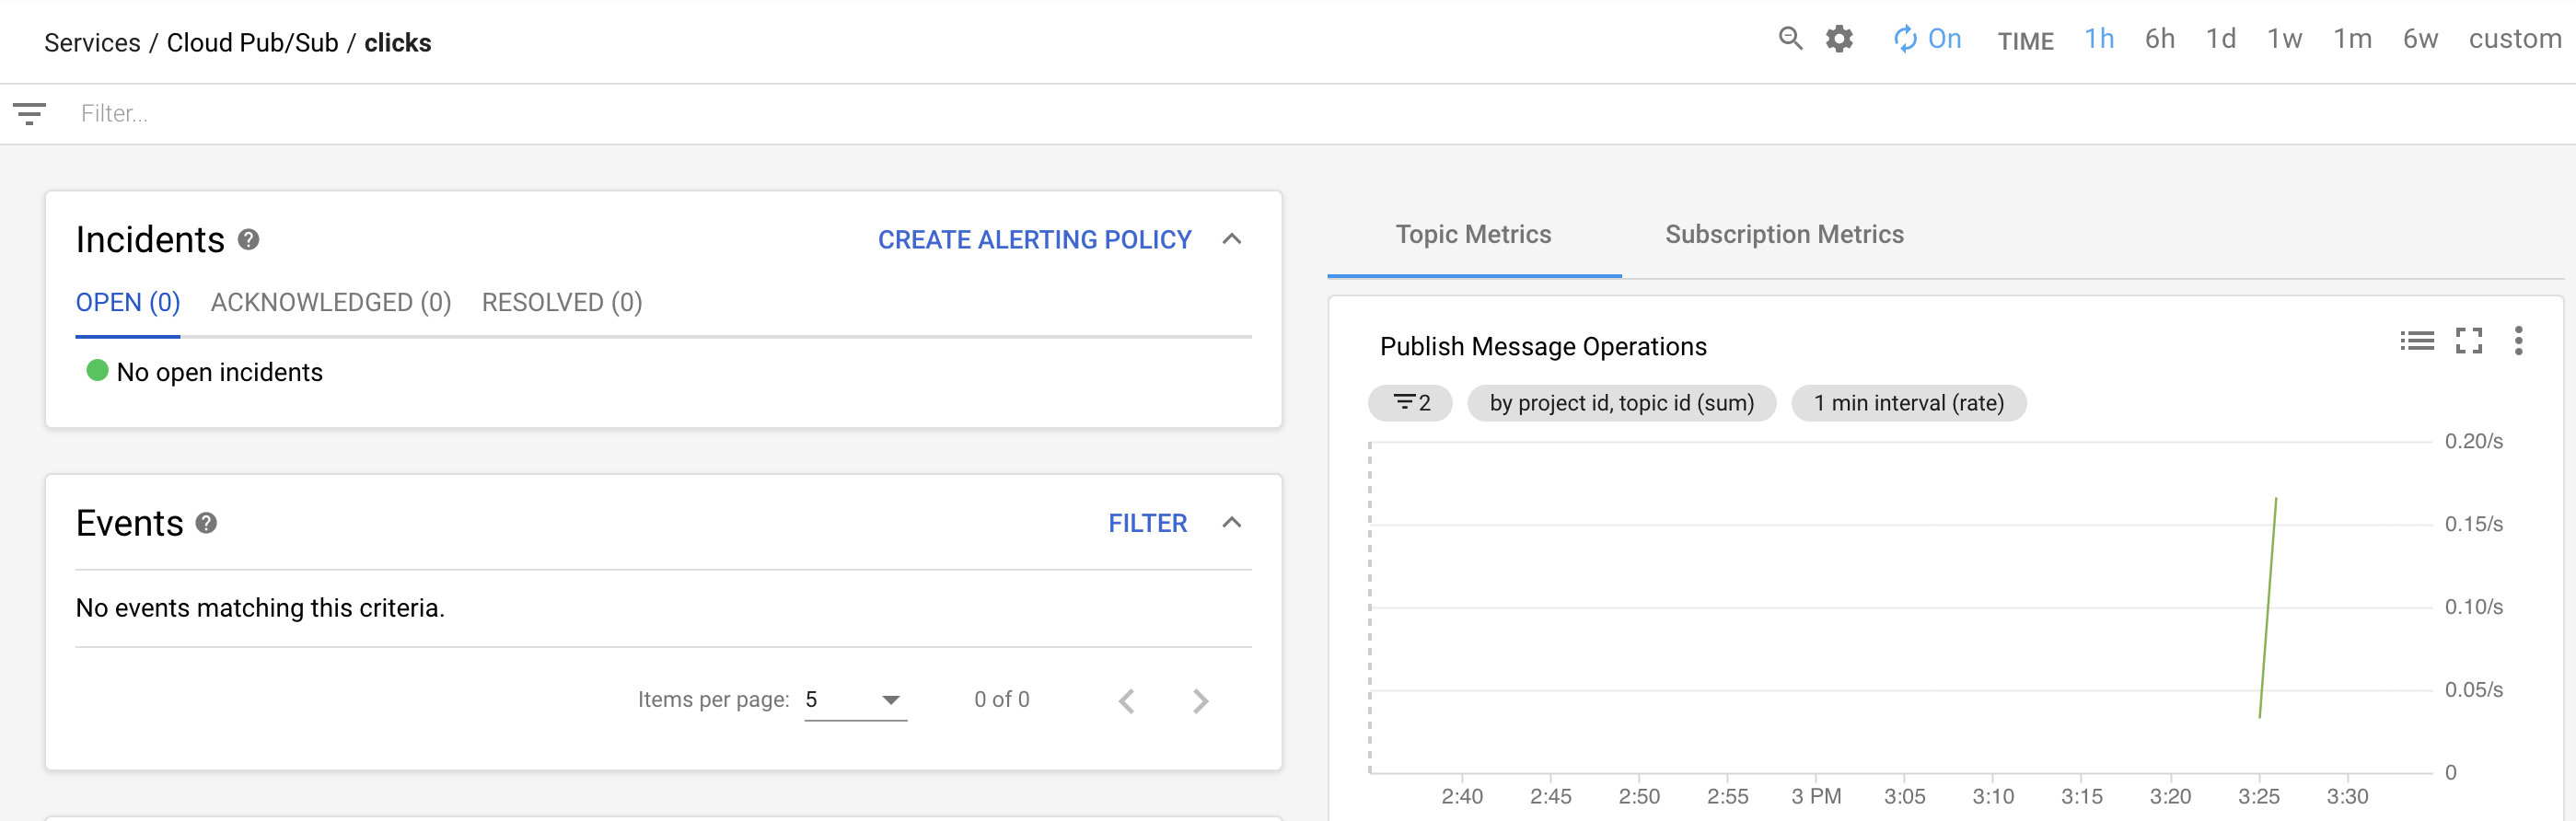 Services / Cloud Pub/Sub / clicks
On TIME 1h 6h 1d 1w 1m 6w custom
Filter...
Incidents
CREATE ALERTING POLICY
OPEN (0) ACKNOWLEDGED (0) RESOLVED (0)
No open incidents
Events
FILTER
No events matching this criteria.
Items per page: 5 0 of 0
Topic Metrics Subscription Metrics
Publish Message Operations
2 by project id, topic id (sum) 1 min interval (rate)
0.20/s
0.15/s
0.10/s
0.05/s
0
2:40 2:45 2:50 2:55 3 PM 3:05 3:10 3:15 3:20 3:25 3:30